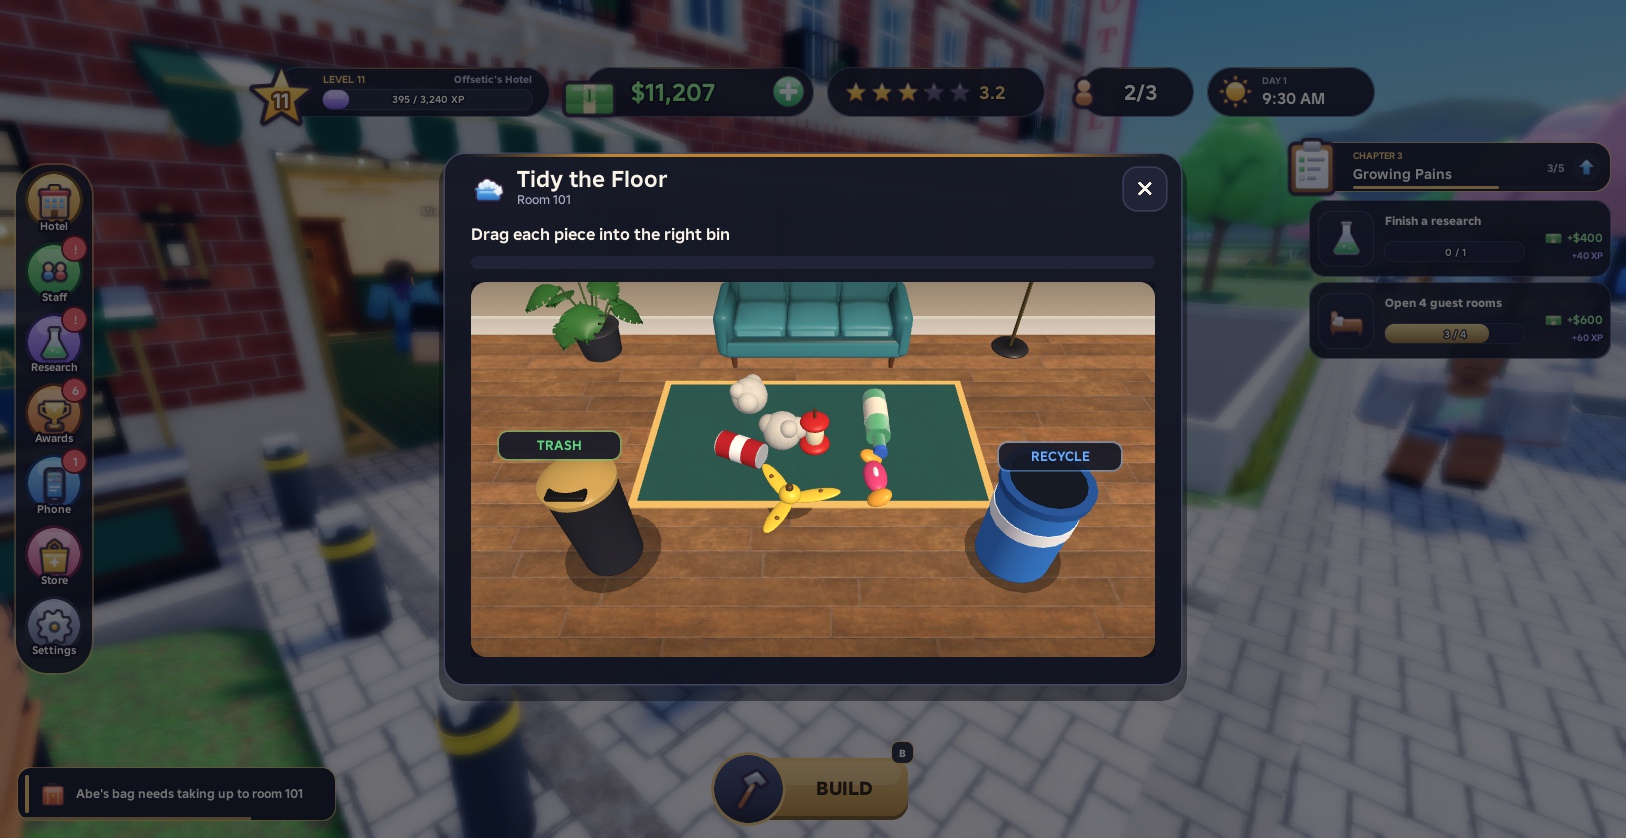 11
LEVEL 11
Offsetic's Hotel
395 / 3,240 XP
$11,207
3.2
2/3
DAY 1
9:30 AM
CHAPTER 3
Growing Pains
3/5
Finish a research
0 / 1
+$400
+40 XP
Open 4 guest rooms
3 / 4
+$600
+60 XP
Hotel
!
Staff
!
Research
6
Awards
1
Phone
Store
Settings
Tidy the Floor
Room 101
Drag each piece into the right bin
TRASH
RECYCLE
Abe's bag needs taking up to room 101
B
BUILD